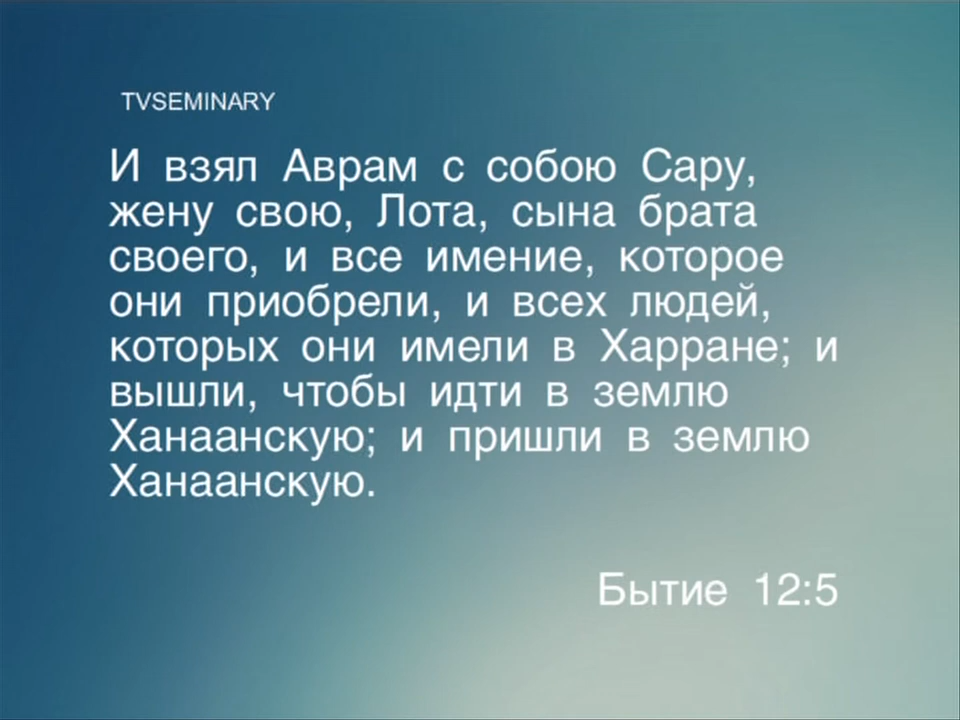 TVSEMINARY
И взял Аврам с собою Сару,
жену свою, Лота, сына брата
своего, и все имение, которое
они приобрели, и всех людей,
которых они имели в Харране; и
вышли, чтобы идти в землю
Ханаанскую; и пришли в землю
Ханаанскую.
Бытие 12:5